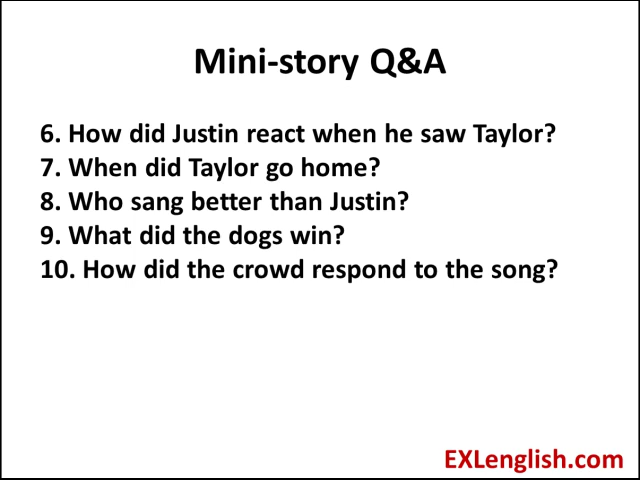 Mini-story Q&A
6. How did Justin react when he saw Taylor?
7. When did Taylor go home?
8. Who sang better than Justin?
9. What did the dogs win?
10. How did the crowd respond to the song?
EXLenglish.com